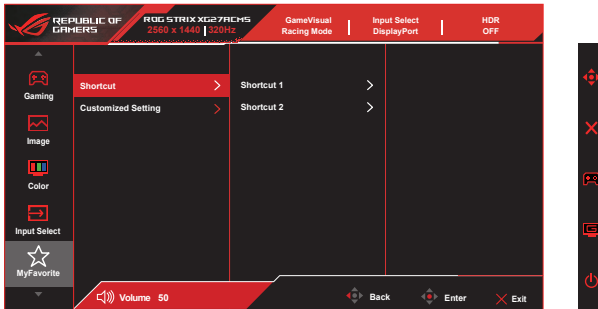 REPUBLIC OF
GAMERS
ROG STRIX XG27ACMS
2560 x 1440 320Hz
GameVisual
Racing Mode
Input Select
DisplayPort
HDR
OFF
Gaming
Image
Color
Input Select
MyFavorite
Shortcut
Customized Setting
Shortcut 1
Shortcut 2
Volume 50
Back
Enter
Exit